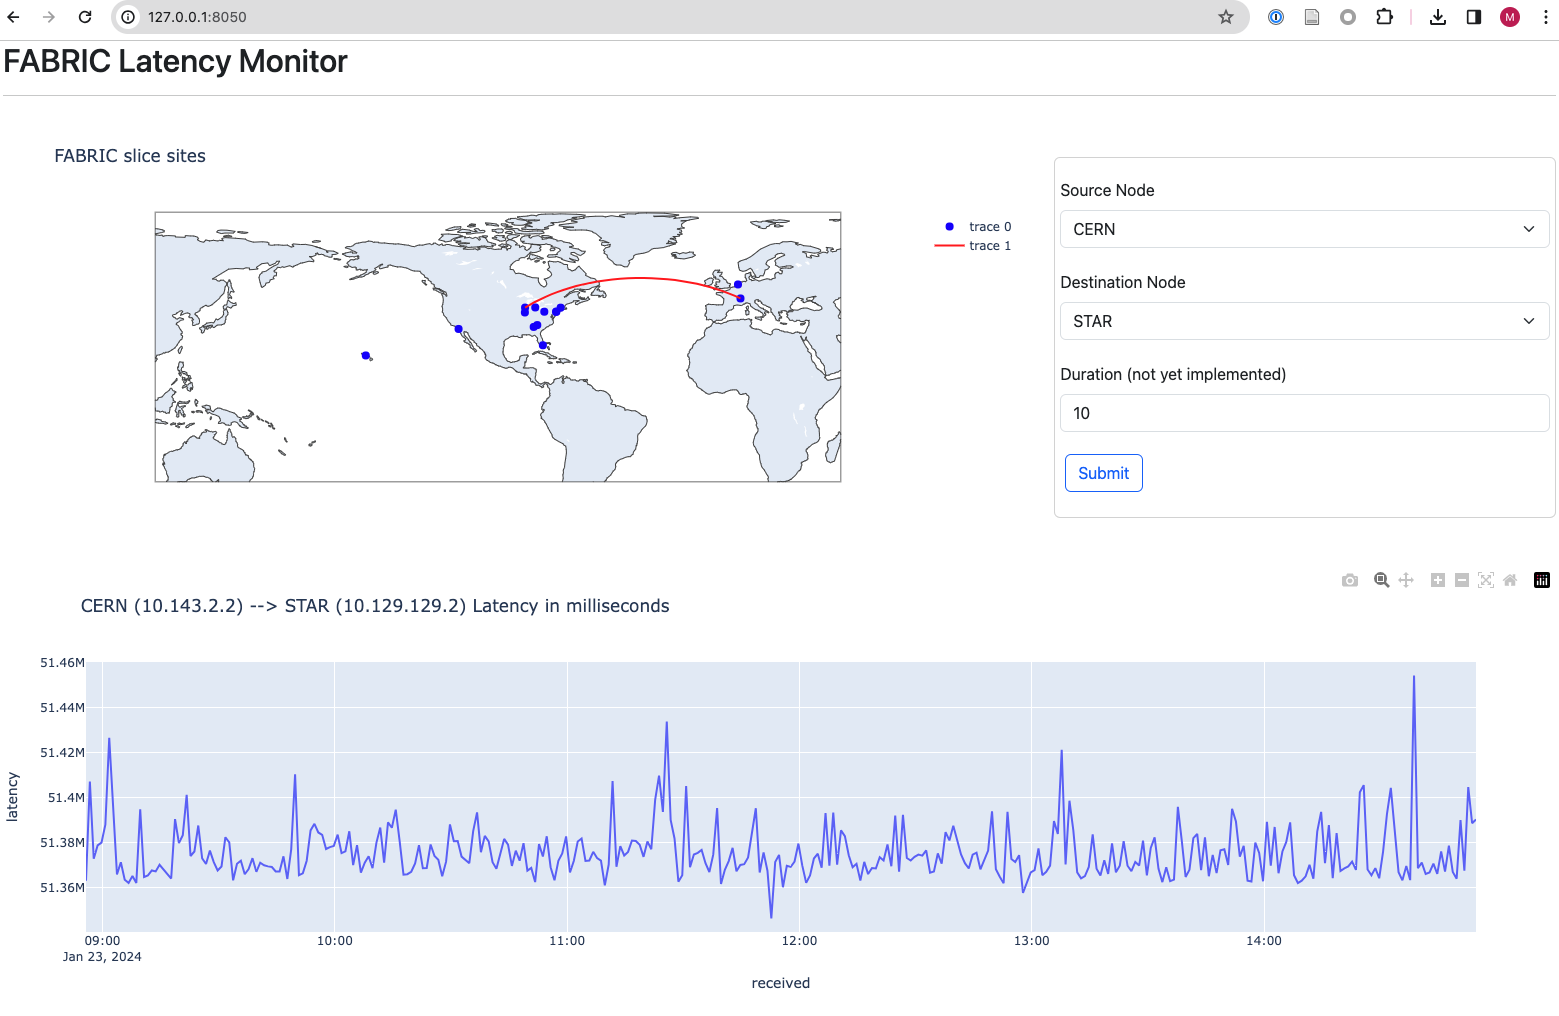 127.0.0.1:8050
M
FABRIC Latency Monitor
FABRIC slice sites
trace 0
trace 1
Source Node
CERN
Destination Node
STAR
Duration (not yet implemented)
10
Submit
CERN (10.143.2.2) --> STAR (10.129.129.2) Latency in milliseconds
latency
51.46M
51.44M
51.42M
51.4M
51.38M
51.36M
09:00 10:00 11:00 12:00 13:00 14:00
Jan 23, 2024
received